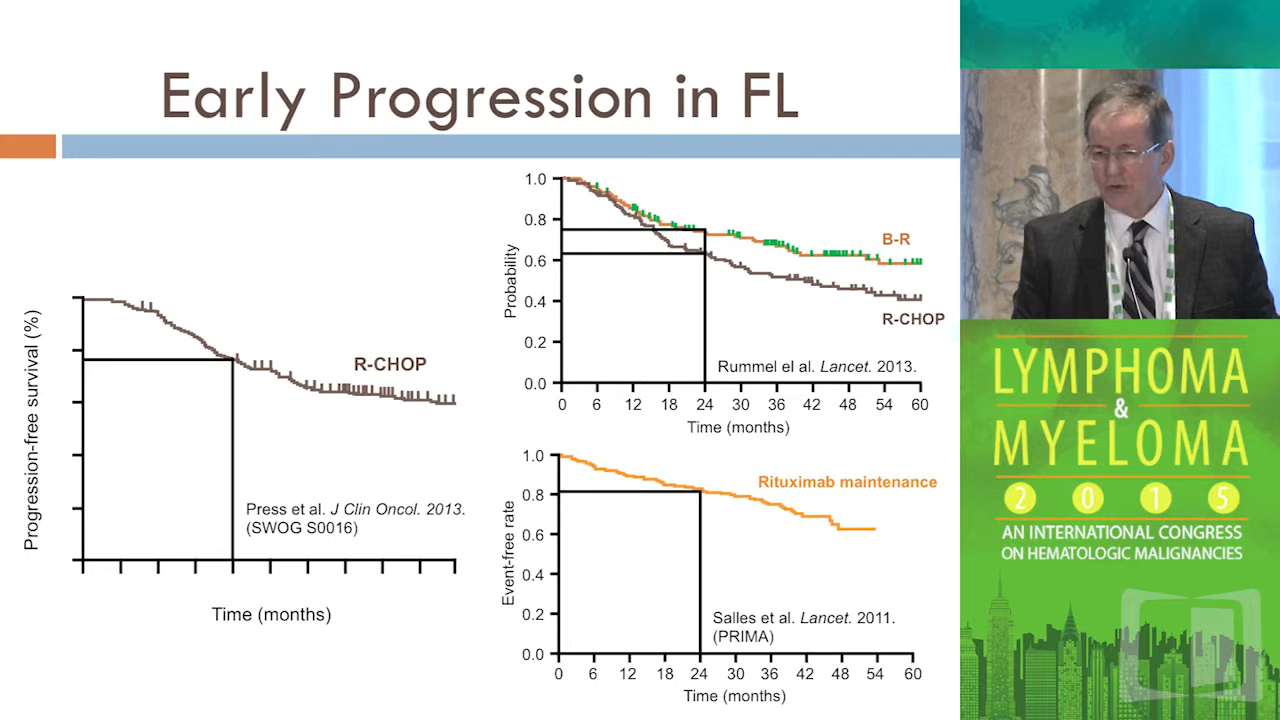 Early Progression in FL
Progression-free survival (%)
R-CHOP
Press et al. J Clin Oncol. 2013.
(SWOG S0016)
Time (months)
Probability
1.0
0.8
0.6
0.4
0.2
0.0
B-R
R-CHOP
Rummel et al. Lancet. 2013.
0 6 12 18 24 30 36 42 48 54 60
Time (months)
Event-free rate
1.0
0.8
0.6
0.4
0.2
0.0
Rituximab maintenance
Salles et al. Lancet. 2011.
(PRIMA)
0 6 12 18 24 30 36 42 48 54 60
Time (months)
LYMPHOMA
&
MYELOMA
2 0 1 5
AN INTERNATIONAL CONGRESS
ON HEMATOLOGIC MALIGNANCIES